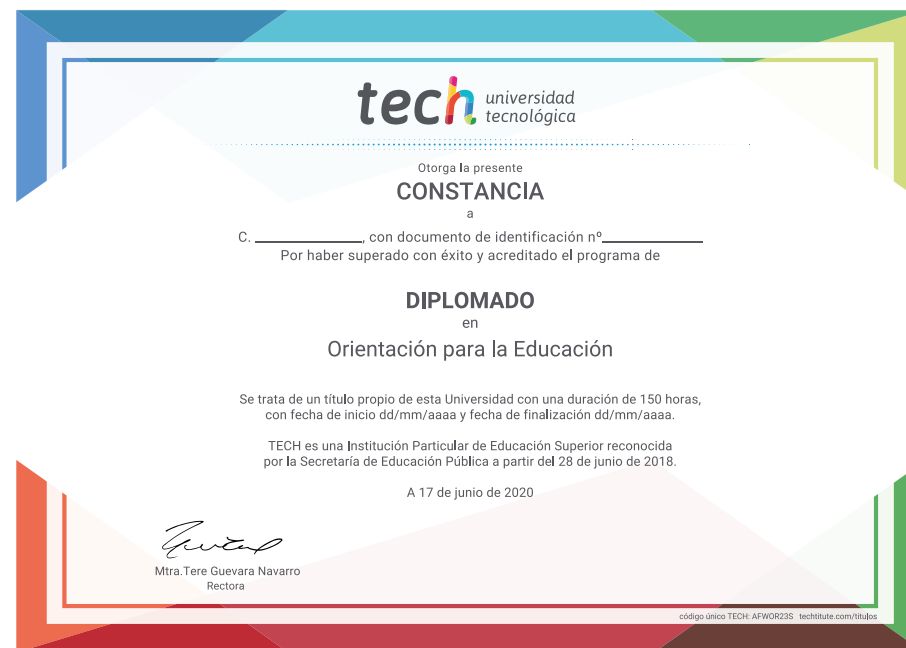 tech universidad
tecnológica
Otorga la presente
CONSTANCIA
a
C. ____________, con documento de identificación nº____________
Por haber superado con éxito y acreditado el programa de
DIPLOMADO
en
Orientación para la Educación
Se trata de un título propio de esta Universidad con una duración de 150 horas,
con fecha de inicio dd/mm/aaaa y fecha de finalización dd/mm/aaaa.
TECH es una Institución Particular de Educación Superior reconocida
por la Secretaría de Educación Pública a partir del 28 de junio de 2018.
A 17 de junio de 2020
Mtra.Tere Guevara Navarro
Rectora
código único TECH: AFWOR23S techtitute.com/titulos